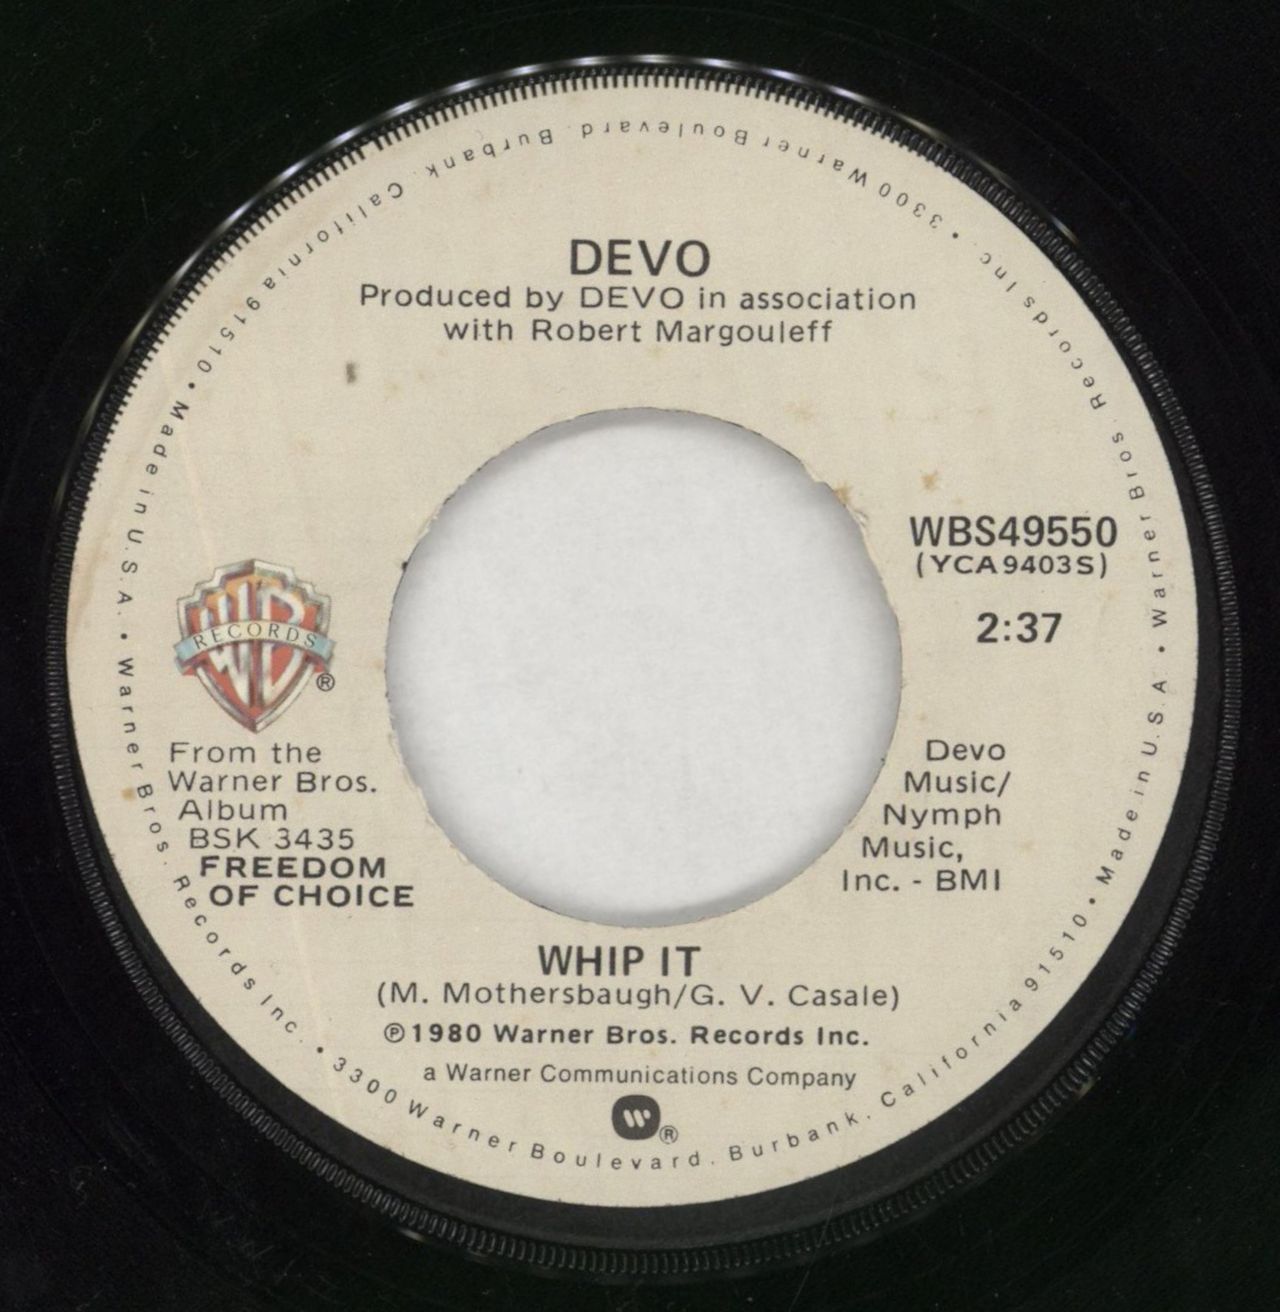 DEVO
Produced by DEVO in association
with Robert Margouleff
WBS49550
(YCA9403S)
2:37
WB
RECORDS
®
From the
Warner Bros.
Album
BSK 3435
FREEDOM
OF CHOICE
Devo
Music/
Nymph
Music,
Inc. - BMI
WHIP IT
(M. Mothersbaugh/G. V. Casale)
℗1980 Warner Bros. Records Inc.
a Warner Communications Company
W®
Warner Bros. Records Inc. • 3300 Warner Boulevard. Burbank. California 91510 • Made in U.S.A. •
Warner Bros. Records Inc. • 3300 Warner Boulevard. Burbank. California 91510 • Made in U.S.A. •